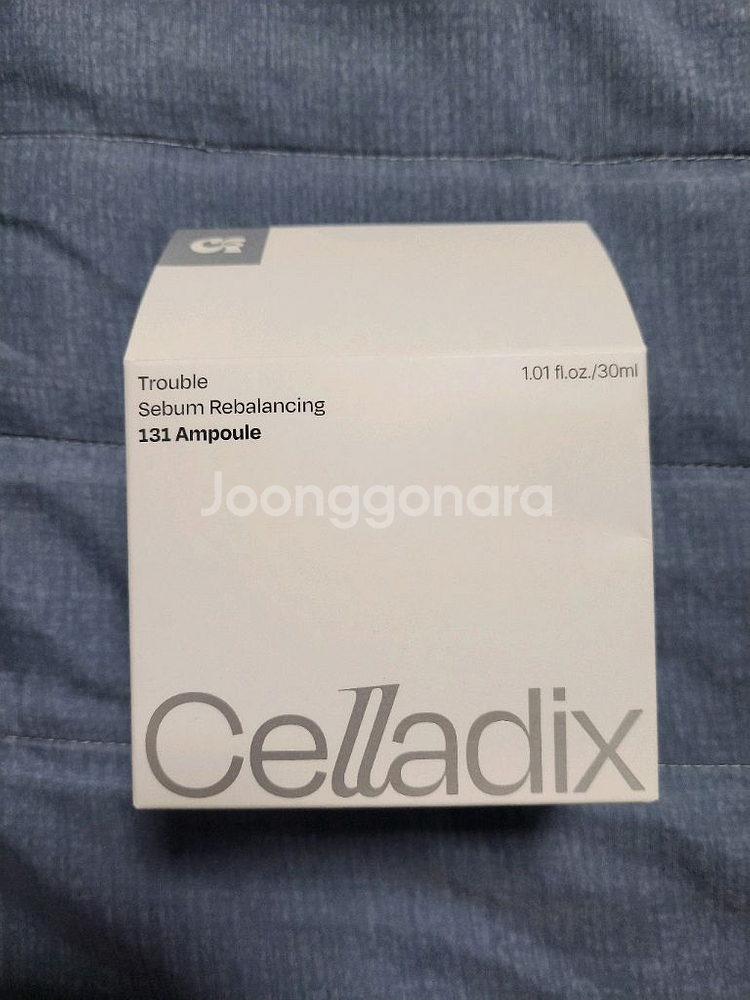 Trouble
Sebum Rebalancing
131 Ampoule
1.01 fl.oz./30ml
Joonggonara
Celladix